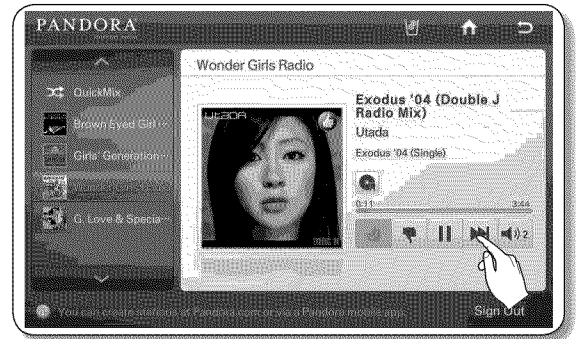 PANDORA
Wonder Girls Radio
QuickMix
Brown Eyed Girl ···
Girls' Generation···
G. Love & Specia···
UTADA
Exodus '04 (Double J
Radio Mix)
Utada
Exodus '04 (Single)
0:11
3:44
2
You can create stations at Pandora.com or via a Pandora mobile app.
Sign Out